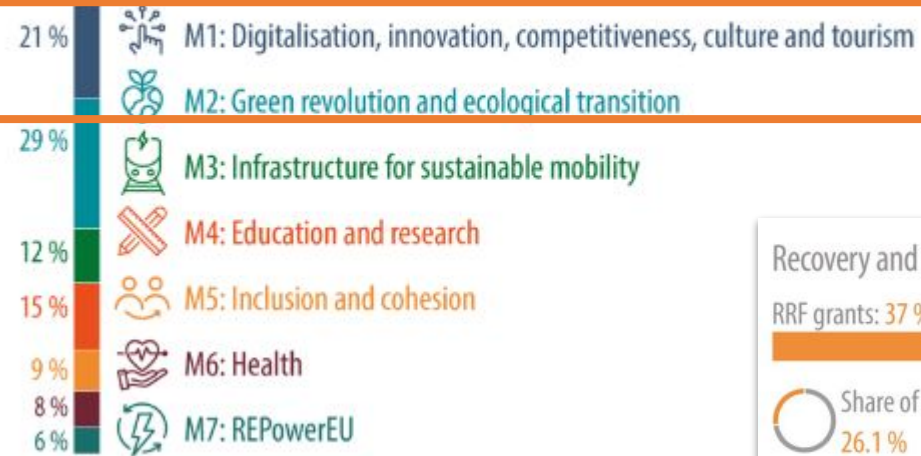 21 %
M1: Digitalisation, innovation, competitiveness, culture and tourism
M2: Green revolution and ecological transition
29 %
M3: Infrastructure for sustainable mobility
12 %
M4: Education and research
15 %
M5: Inclusion and cohesion
9 %
M6: Health
8 %
6 %
M7: REPowerEU
Recovery and
RRF grants: 37 %
Share of
26.1 %